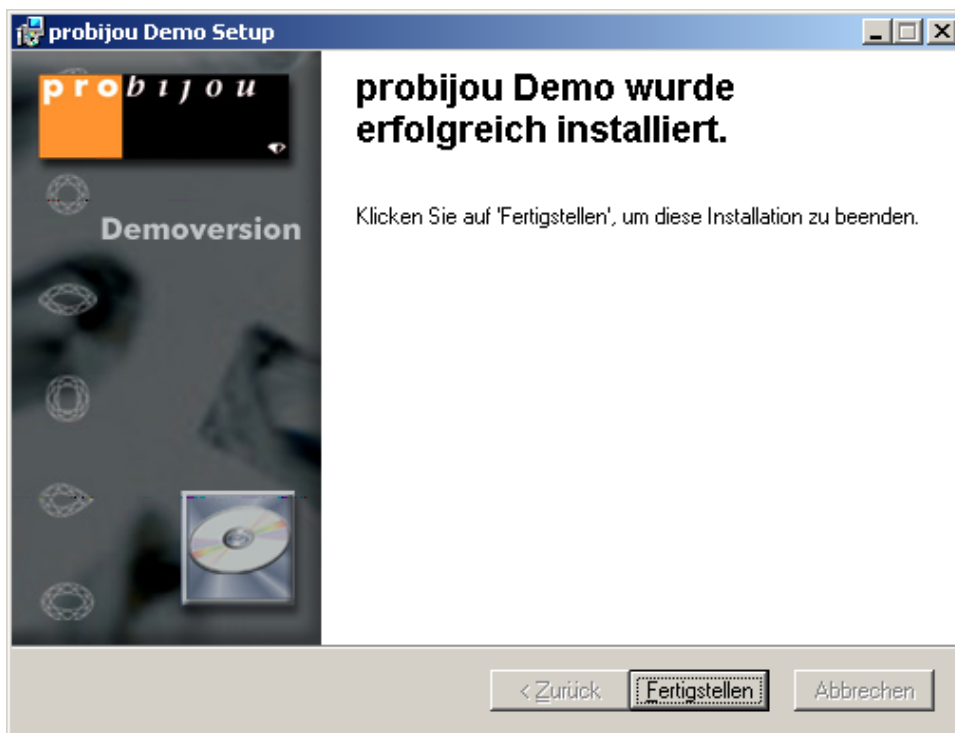 probijou Demo Setup
probijou
Demoversion
probijou Demo wurde
erfolgreich installiert.
Klicken Sie auf 'Fertigstellen', um diese Installation zu beenden.
< Zurück
Fertigstellen
Abbrechen